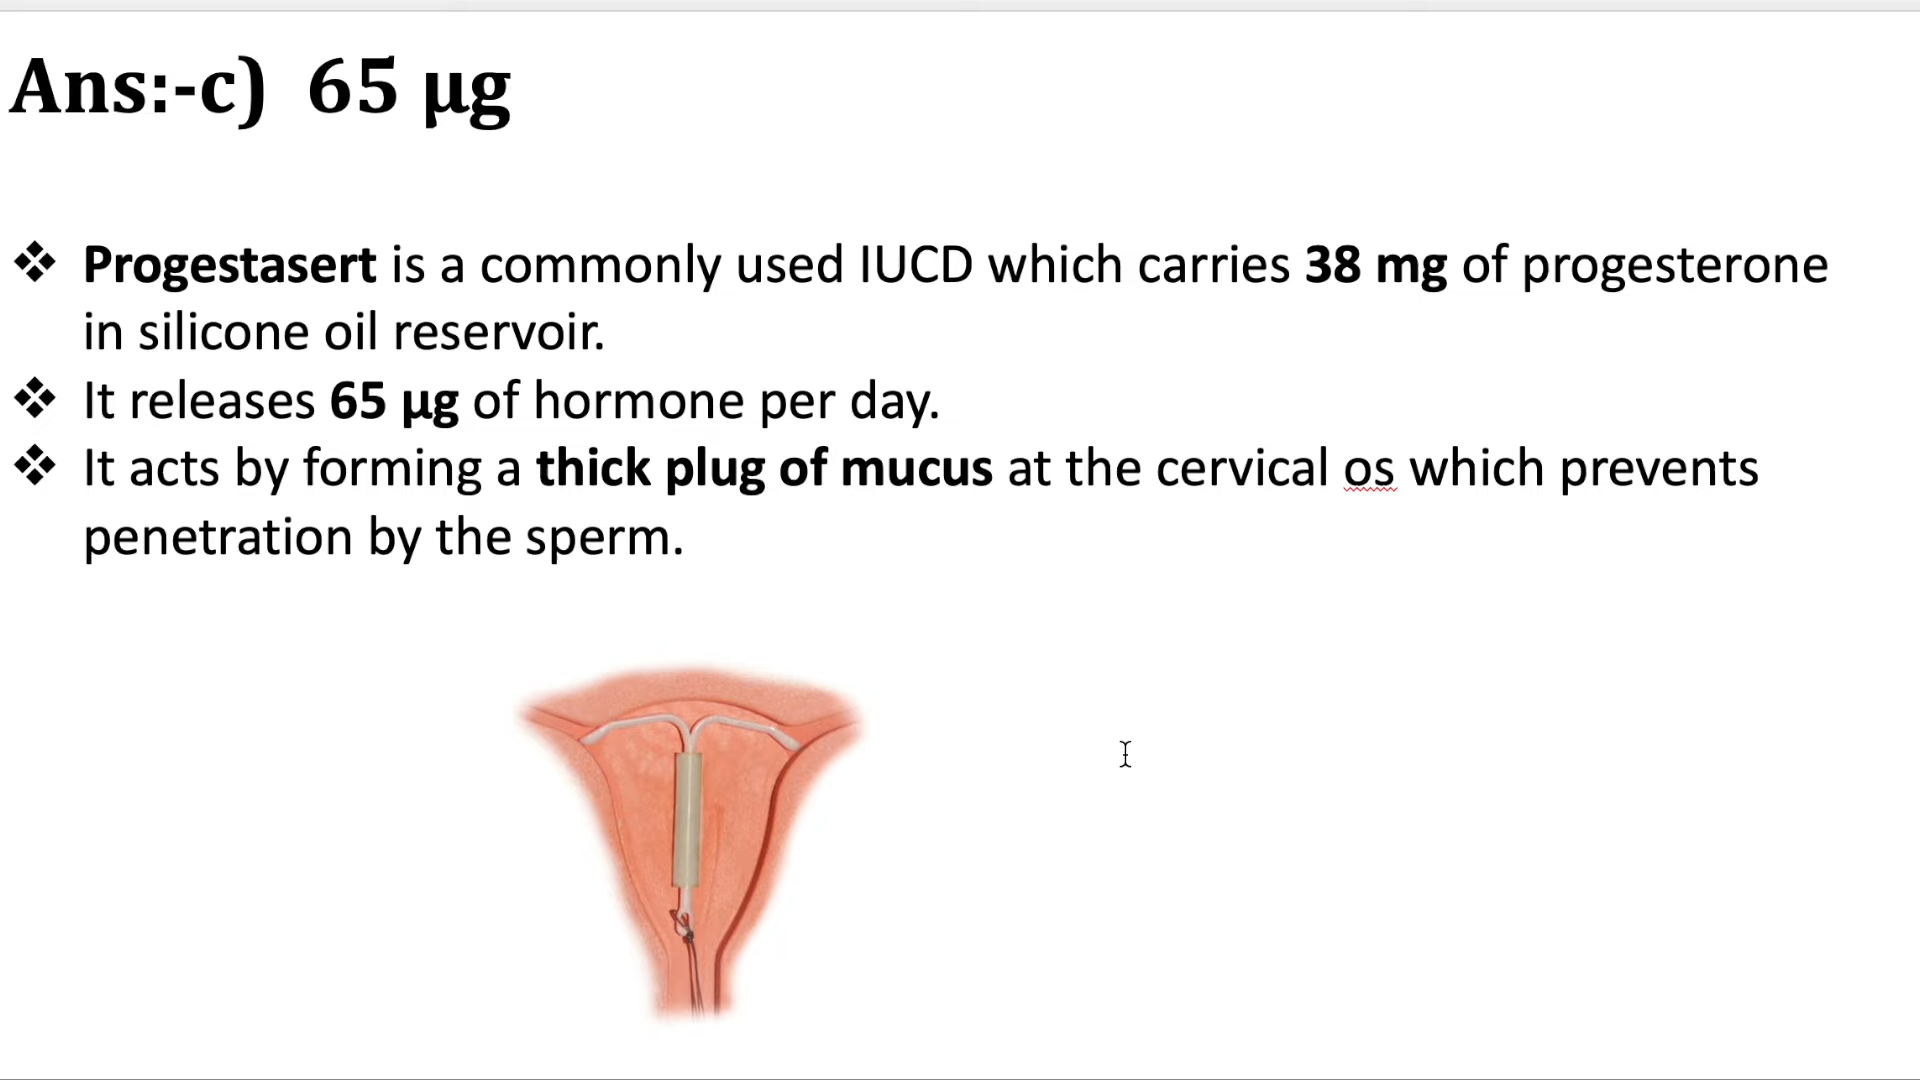 Ans:-c) 65 µg
❖ Progestasert is a commonly used IUCD which carries 38 mg of progesterone
in silicone oil reservoir.
❖ It releases 65 µg of hormone per day.
❖ It acts by forming a thick plug of mucus at the cervical os which prevents
penetration by the sperm.